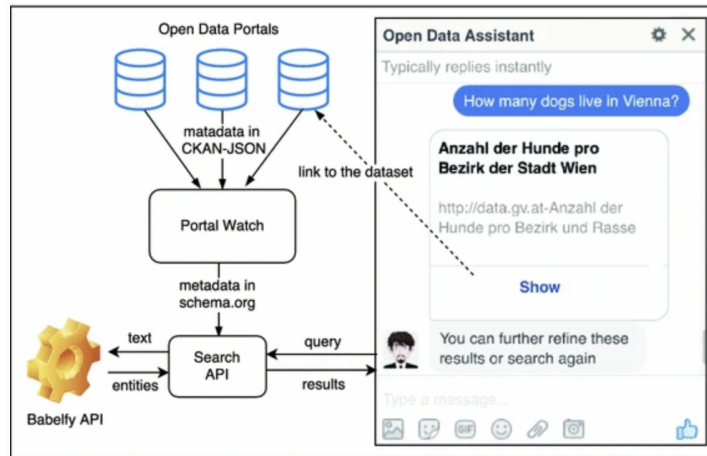 Open Data Portals
matadata in
CKAN-JSON
link to the dataset
Portal Watch
metadata in
schema.org
text
entities
Search
API
query
results
Babelfy API
Open Data Assistant
Typically replies instantly
How many dogs live in Vienna?
Anzahl der Hunde pro
Bezirk der Stadt Wien
http://data.gv.at-Anzahl der
Hunde pro Bezirk und Rasse
Show
You can further refine these
results or search again
Type a message...
GIF